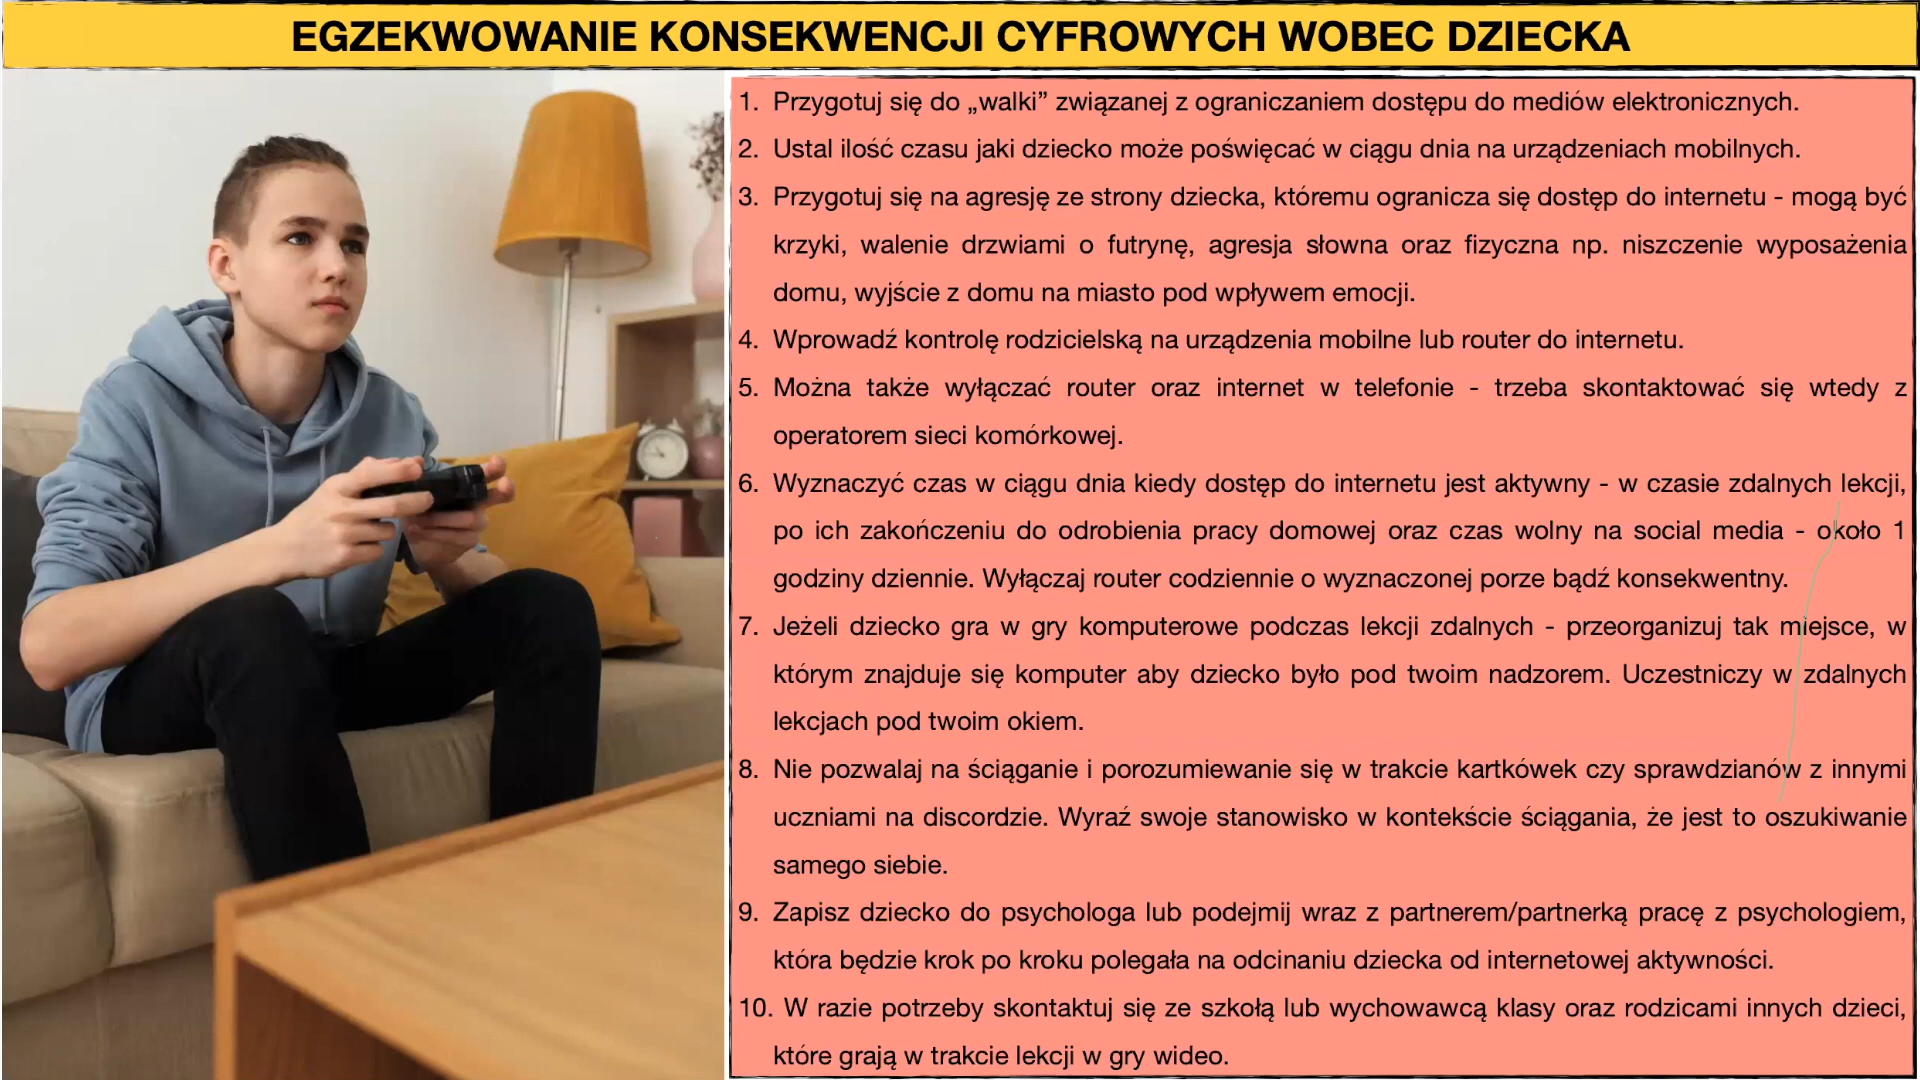 EGZEKWOWANIE KONSEKWENCJI CYFROWYCH WOBEC DZIECKA
1. Przygotuj się do „walki” związanej z ograniczaniem dostępu do mediów elektronicznych.
2. Ustal ilość czasu jaki dziecko może poświęcać w ciągu dnia na urządzeniach mobilnych.
3. Przygotuj się na agresję ze strony dziecka, któremu ogranicza się dostęp do internetu - mogą być
krzyki, walenie drzwiami o futrynę, agresja słowna oraz fizyczna np. niszczenie wyposażenia
domu, wyjście z domu na miasto pod wpływem emocji.
4. Wprowadź kontrolę rodzicielską na urządzenia mobilne lub router do internetu.
5. Można także wyłączać router oraz internet w telefonie - trzeba skontaktować się wtedy z
operatorem sieci komórkowej.
6. Wyznaczyć czas w ciągu dnia kiedy dostęp do internetu jest aktywny - w czasie zdalnych lekcji,
po ich zakończeniu do odrobienia pracy domowej oraz czas wolny na social media - około 1
godziny dziennie. Wyłączaj router codziennie o wyznaczonej porze bądź konsekwentny.
7. Jeżeli dziecko gra w gry komputerowe podczas lekcji zdalnych - przeorganizuj tak miejsce, w
którym znajduje się komputer aby dziecko było pod twoim nadzorem. Uczestniczy w zdalnych
lekcjach pod twoim okiem.
8. Nie pozwalaj na ściąganie i porozumiewanie się w trakcie kartkówek czy sprawdzianów z innymi
uczniami na discordzie. Wyraź swoje stanowisko w kontekście ściągania, że jest to oszukiwanie
samego siebie.
9. Zapisz dziecko do psychologa lub podejmij wraz z partnerem/partnerką pracę z psychologiem,
która będzie krok po kroku polegała na odcinaniu dziecka od internetowej aktywności.
10. W razie potrzeby skontaktuj się ze szkołą lub wychowawcą klasy oraz rodzicami innych dzieci,
które grają w trakcie lekcji w gry wideo.